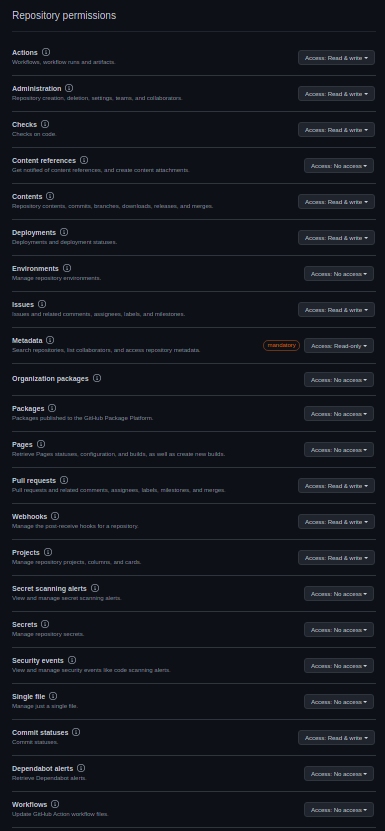 Repository permissions
Actions
Workflows, workflow runs and artifacts.
Access: Read & write
Administration
Repository creation, deletion, settings, teams, and collaborators.
Access: Read & write
Checks
Checks on code.
Access: Read & write
Content references
Get notified of content references, and create content attachments.
Access: No access
Contents
Repository contents, commits, branches, downloads, releases, and merges.
Access: Read & write
Deployments
Deployments and deployment statuses.
Access: Read & write
Environments
Manage repository environments.
Access: No access
Issues
Issues and related comments, assignees, labels, and milestones.
Access: Read & write
Metadata
Search repositories, list collaborators, and access repository metadata.
mandatory
Access: Read-only
Organization packages
Access: No access
Packages
Packages published to the GitHub Package Platform.
Access: No access
Pages
Retrieve Pages statuses, configuration, and builds, as well as create new builds.
Access: No access
Pull requests
Pull requests and related comments, assignees, labels, milestones, and merges.
Access: Read & write
Webhooks
Manage the post-receive hooks for a repository.
Access: Read & write
Projects
Manage repository projects, columns, and cards.
Access: Read & write
Secret scanning alerts
View and manage secret scanning alerts.
Access: No access
Secrets
Manage repository secrets.
Access: No access
Security events
View and manage security events like code scanning alerts.
Access: No access
Single file
Manage just a single file.
Access: No access
Commit statuses
Commit statuses.
Access: Read & write
Dependabot alerts
Retrieve Dependabot alerts.
Access: No access
Workflows
Update GitHub Action workflow files.
Access: No access